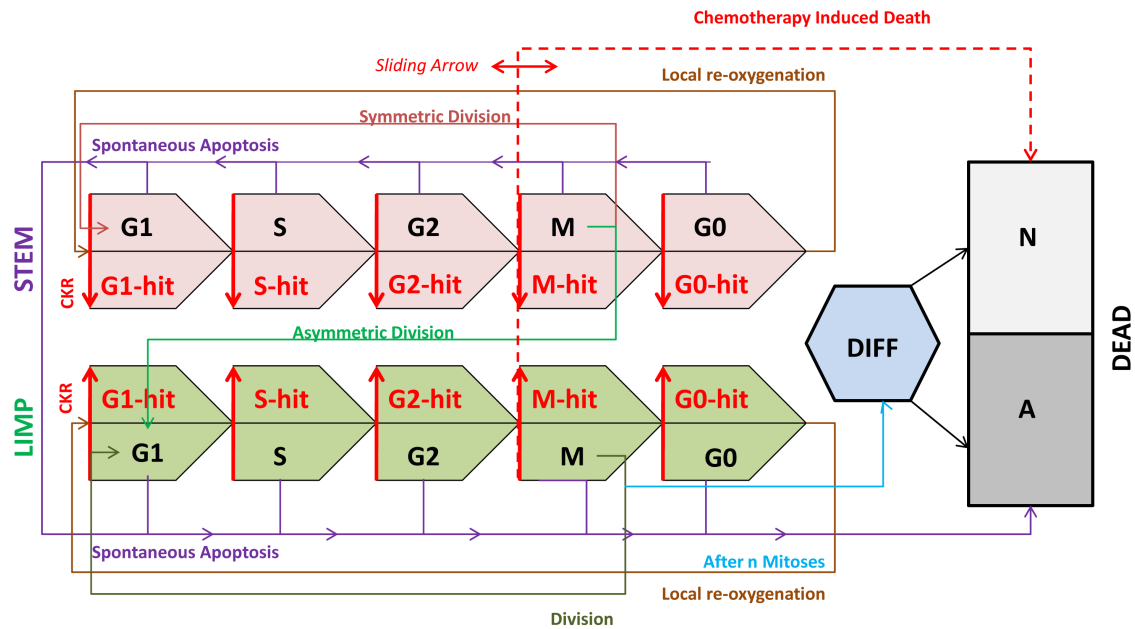 Chemotherapy Induced Death
Sliding Arrow
Local re-oxygenation
Symmetric Division
Spontaneous Apoptosis
STEM
G1
S
G2
M
G0
CKR
G1-hit
S-hit
G2-hit
M-hit
G0-hit
N
Asymmetric Division
DIFF
DEAD
LIMP
CKR
G1-hit
S-hit
G2-hit
M-hit
G0-hit
A
G1
S
G2
M
G0
Spontaneous Apoptosis
After n Mitoses
Local re-oxygenation
Division